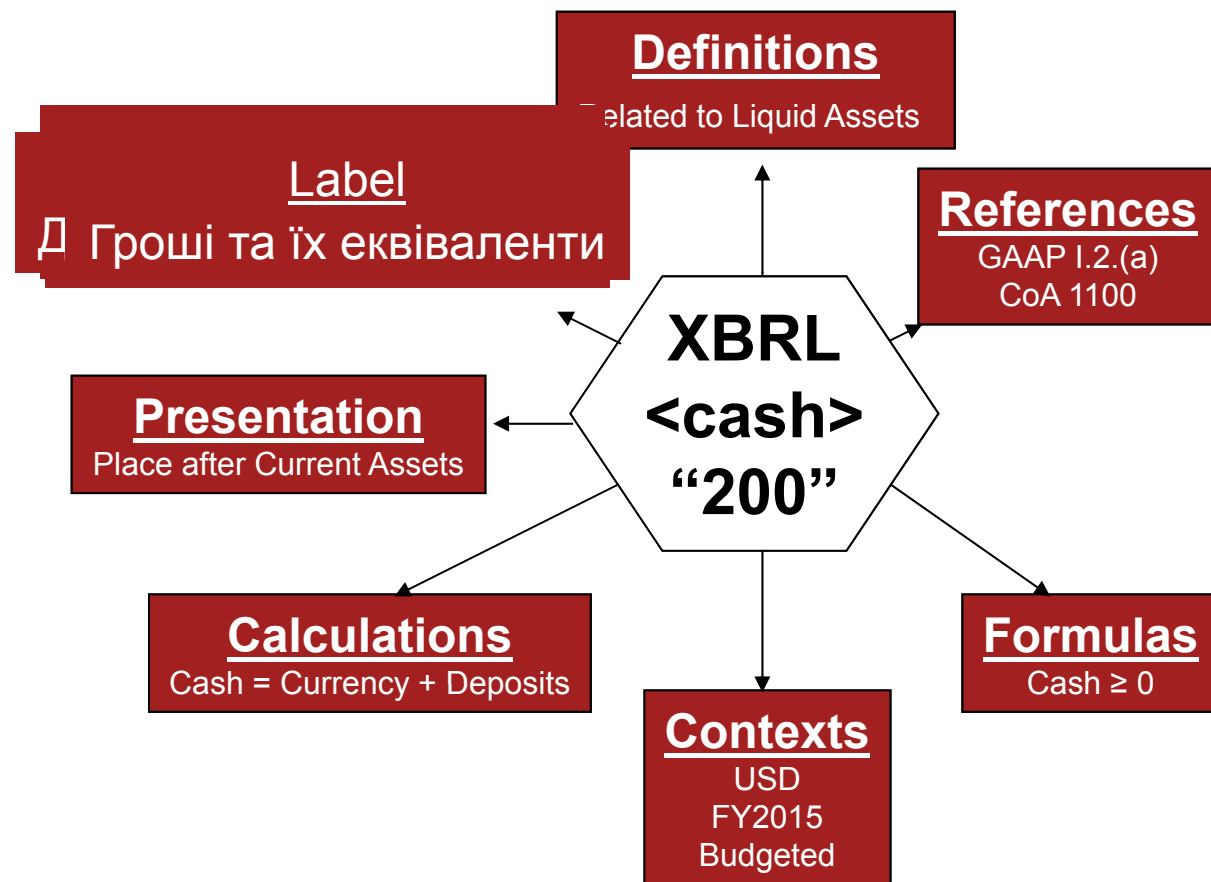 Definitions
Related to Liquid Assets
Label
Гроші та їх еквіваленти
References
GAAP I.2.(a)
CoA 1100
XBRL
<cash>
“200”
Presentation
Place after Current Assets
Calculations
Cash = Currency + Deposits
Formulas
Cash ≥ 0
Contexts
USD
FY2015
Budgeted